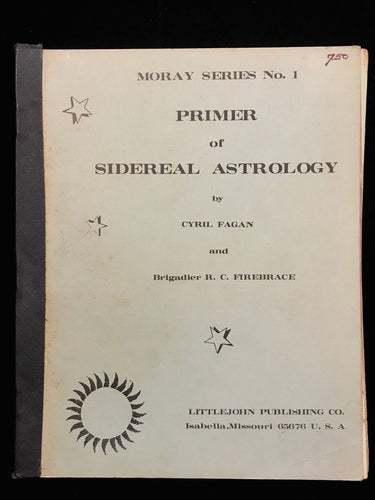 750
MORAY SERIES No. 1
PRIMER
of
SIDEREAL ASTROLOGY
by
CYRIL FAGAN
and
Brigadier R. C. FIREBRACE
LITTLEJOHN PUBLISHING CO.
Isabella,Missouri 65676 U. S. A.